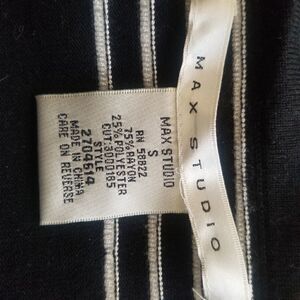 MAX STUDIO
MAX STUDIO
S
RN 58822
75% RAYON
25% POLYESTER
CUT:3000185
STYLE
2704614
MADE IN CHINA
CARE ON REVERSE